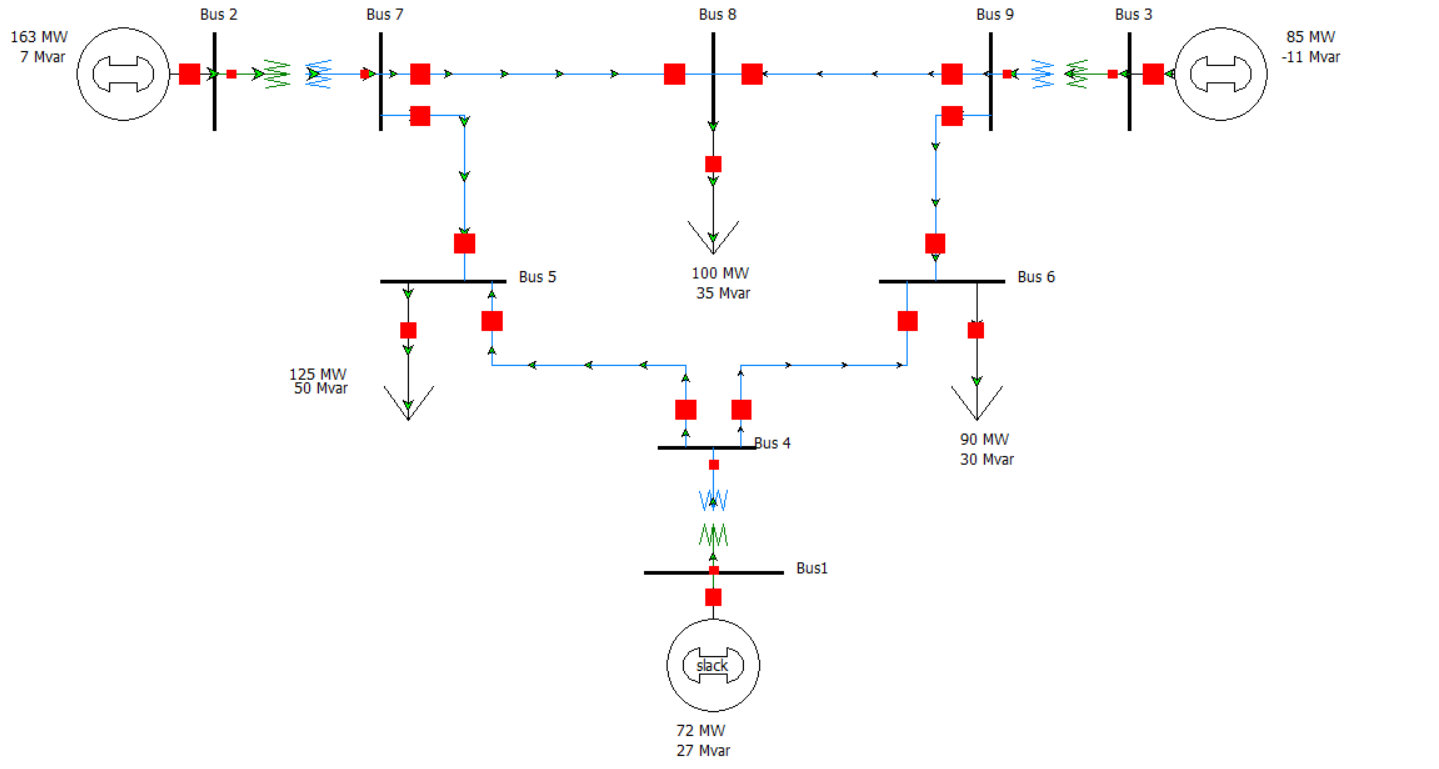 Bus 2
Bus 7
Bus 8
Bus 9
Bus 3
163 MW
7 Mvar
85 MW
-11 Mvar
100 MW
35 Mvar
Bus 5
Bus 6
125 MW
50 Mvar
90 MW
30 Mvar
Bus 4
Bus1
slack
72 MW
27 Mvar